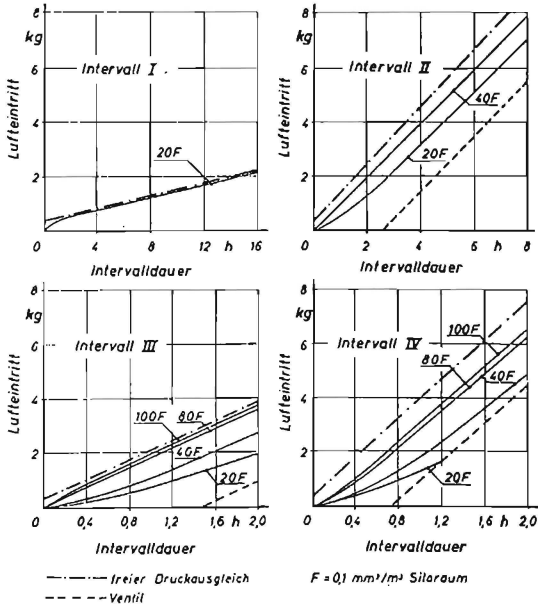 8
kg
6
4
2
0
Lufteintritt
Intervall I
20F
4
8
12
h
16
Intervalldauer
8
kg
6
4
2
0
Lufteintritt
Intervall II
40F
20F
2
4
6
h
8
Intervalldauer
8
kg
6
4
2
0
Lufteintritt
Intervall III
100F
80F
40F
20F
0,4
0,8
1,2
h
2,0
Intervalldauer
8
kg
6
4
2
0
Lufteintritt
Intervall IV
100F
80F
40F
20F
0,4
0,8
1,2
1,6
h
2,0
Intervalldauer
freier Druckausgleich
Ventil
F = 0,1 mm²/m³ Siloraum